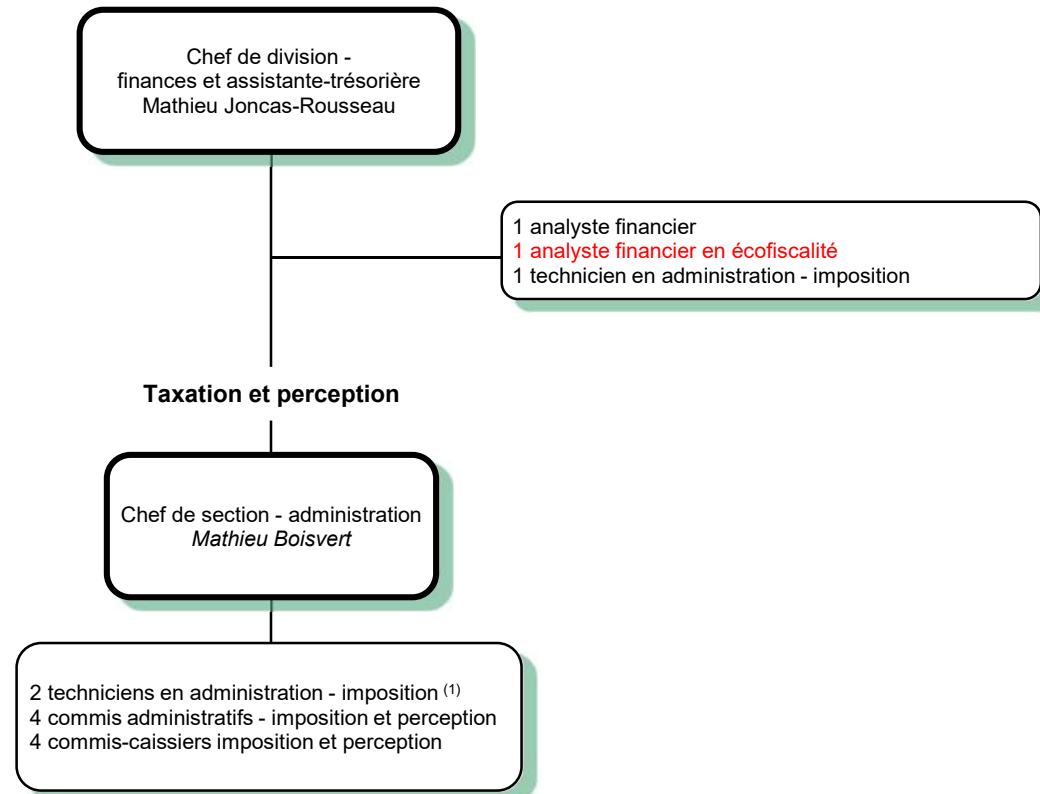 Chef de division -
finances et assistante-trésorière
Mathieu Joncas-Rousseau
1 analyste financier
1 analyste financier en écofiscalité
1 technicien en administration - imposition
Taxation et perception
Chef de section - administration
Mathieu Boisvert
2 techniciens en administration - imposition (1)
4 commis administratifs - imposition et perception
4 commis-caissiers imposition et perception